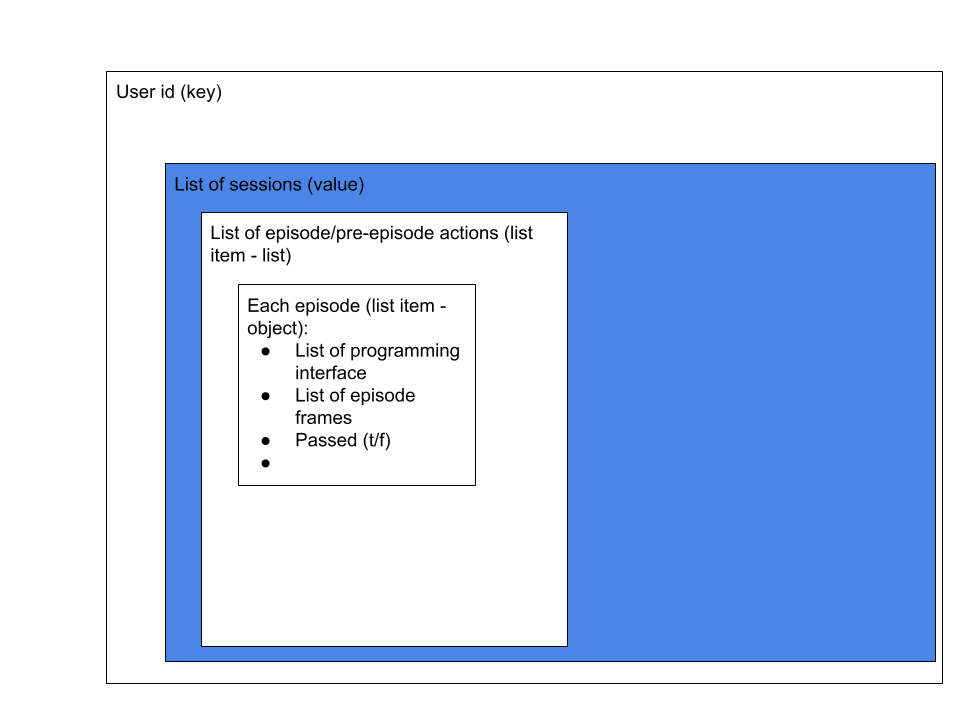 User id (key)
List of sessions (value)
List of episode/pre-episode actions (list
item - list)
Each episode (list item -
object):
● List of programming
interface
● List of episode
frames
● Passed (t/f)
●